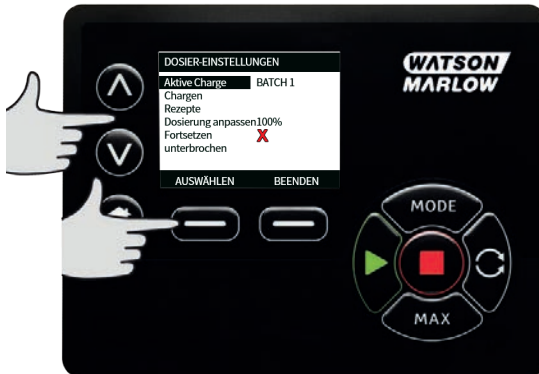 DOSIER-EINSTELLUNGEN
Aktive Charge BATCH 1
Chargen
Rezepte
Dosierung anpassen100%
Fortsetzen X
unterbrochen
AUSWÄHLEN BEENDEN
WATSON
MARLOW
MODE
MAX